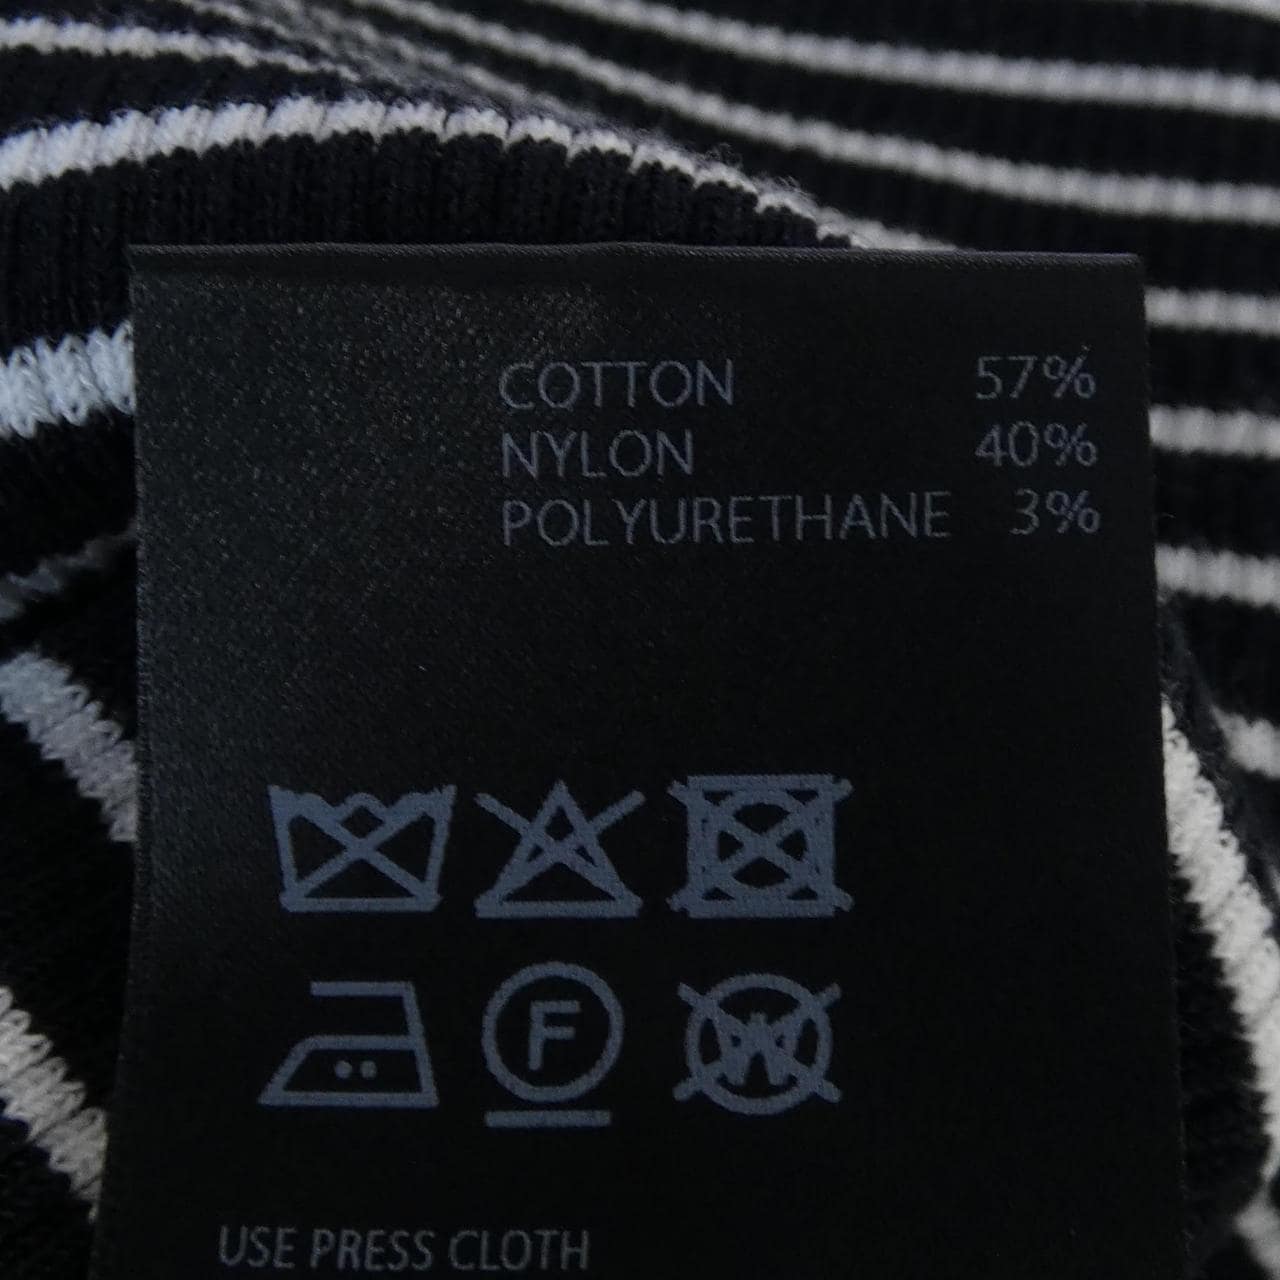 COTTON 57%
NYLON 40%
POLYURETHANE 3%
F
W
USE PRESS CLOTH